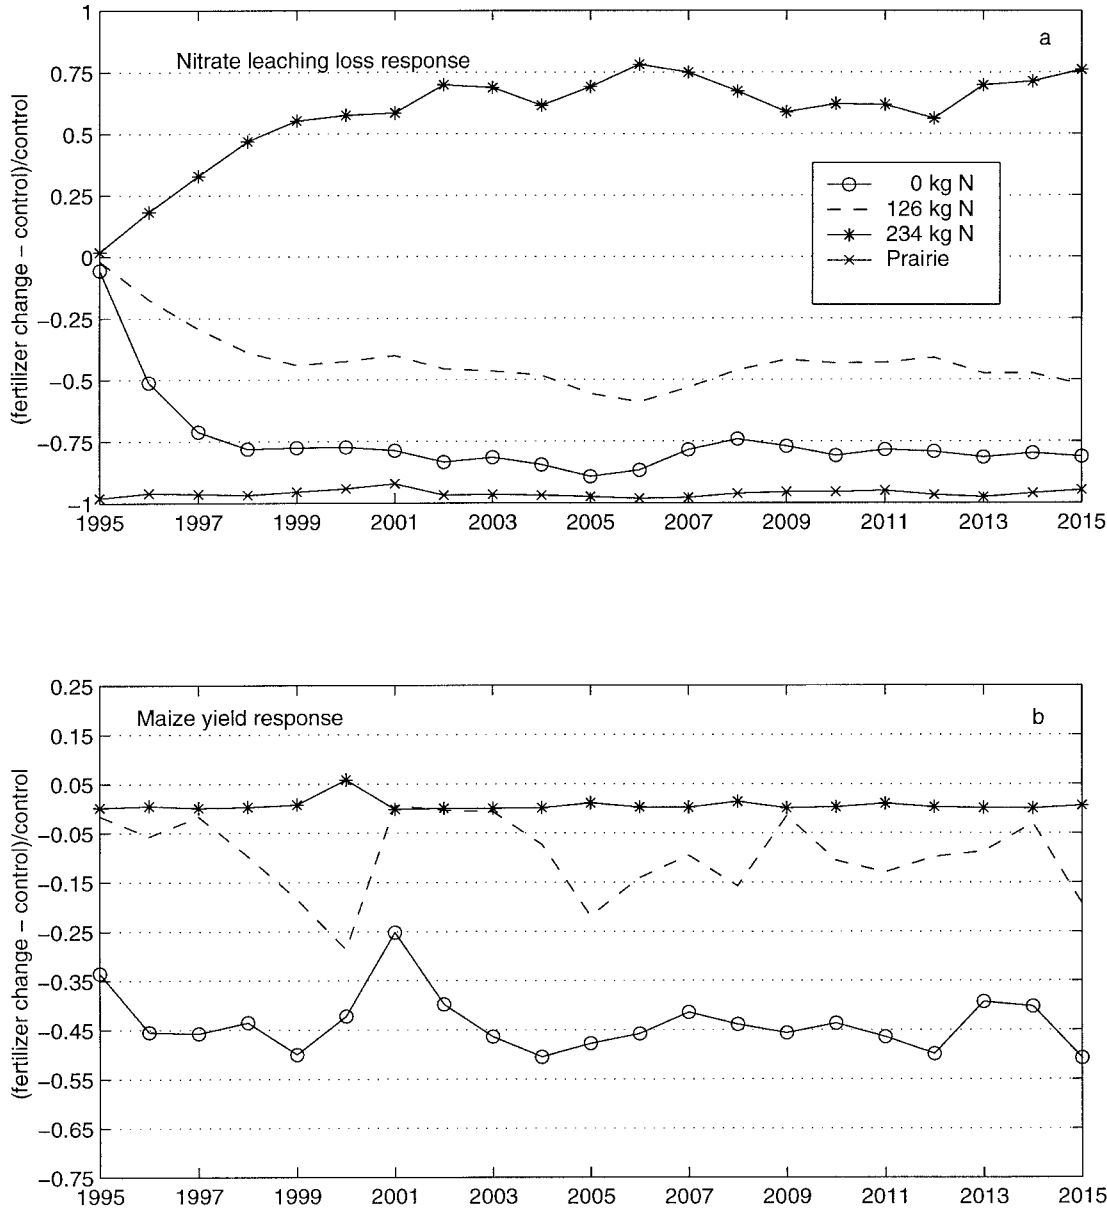 1
Nitrate leaching loss response
a
0.75
0.5
0.25
0
−0.25
−0.5
−0.75
−1
(fertilizer change − control)/control
0 kg N
126 kg N
234 kg N
Prairie
1995 1997 1999 2001 2003 2005 2007 2009 2011 2013 2015
0.25
Maize yield response
b
0.15
0.05
−0.05
−0.15
−0.25
−0.35
−0.45
−0.55
−0.65
−0.75
(fertilizer change − control)/control
1995 1997 1999 2001 2003 2005 2007 2009 2011 2013 2015